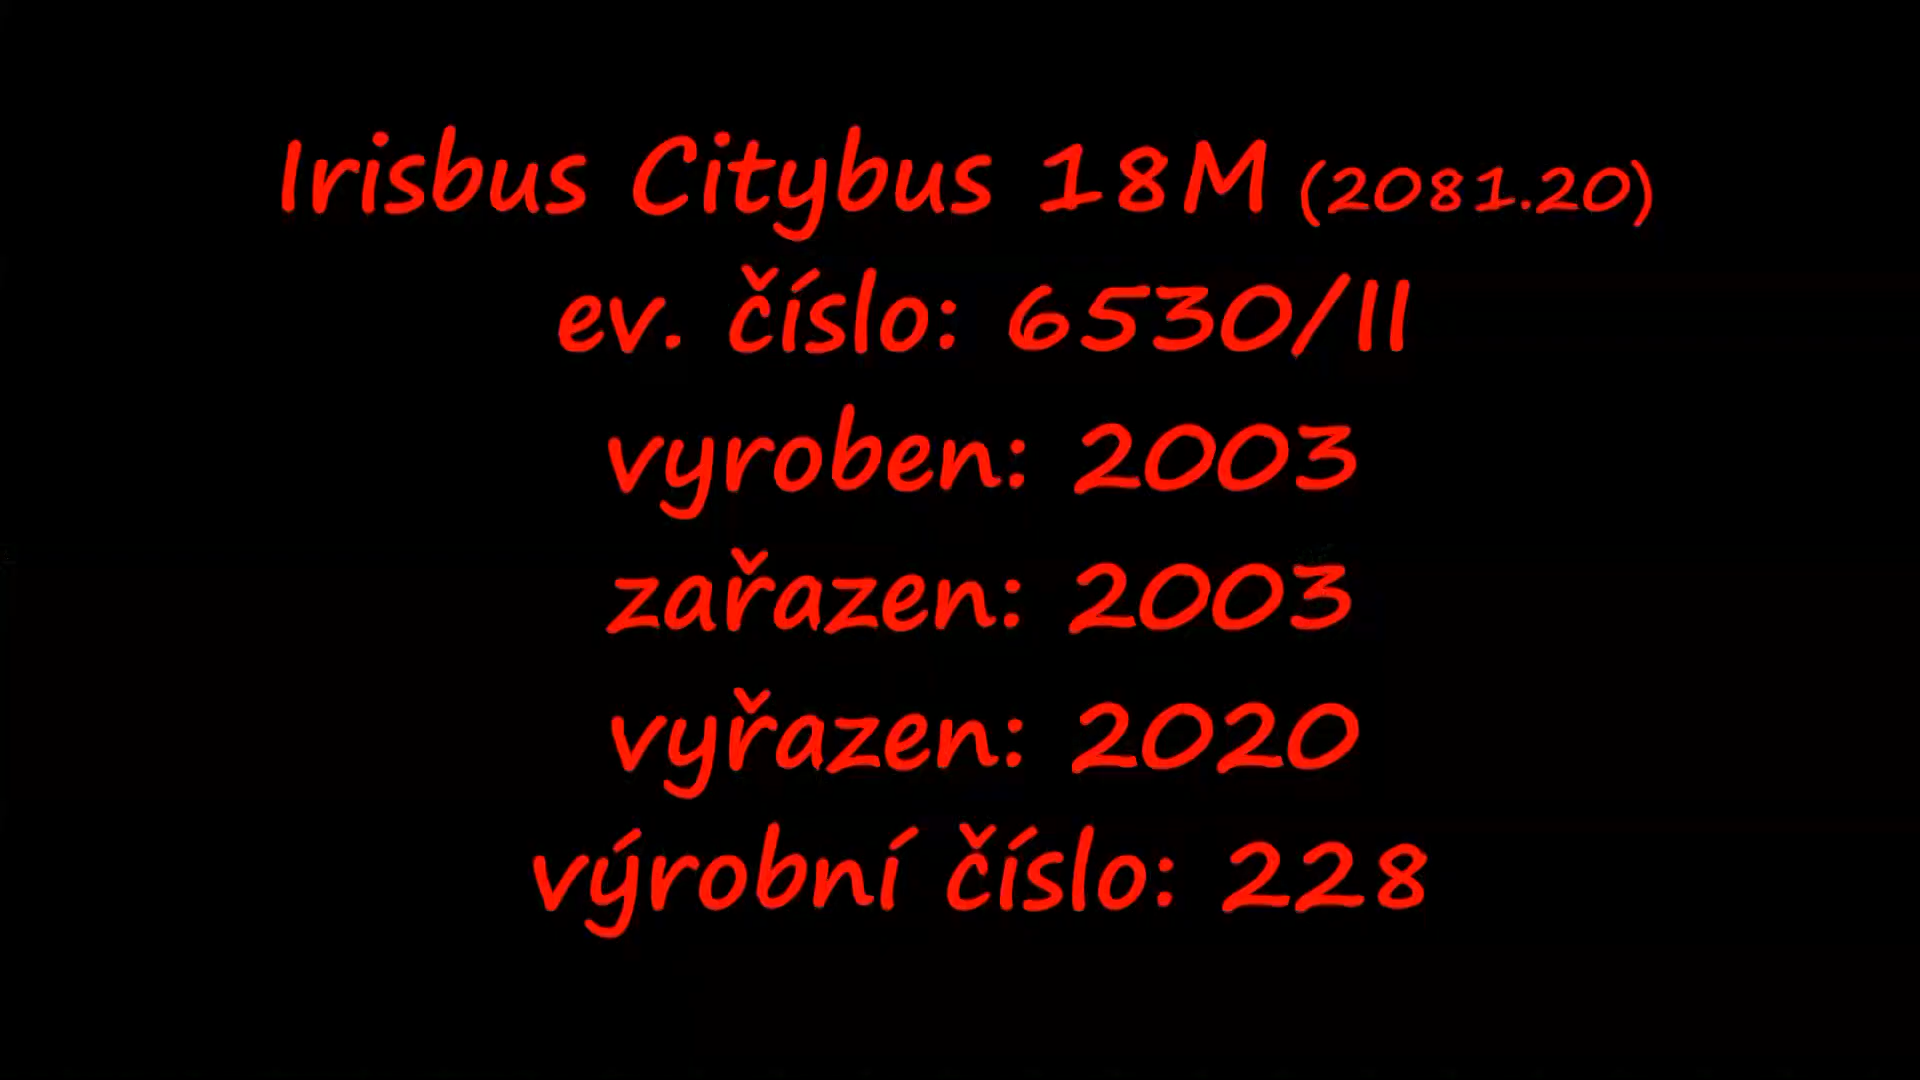 Irisbus Citybus 18M (2081.20)
ev. číslo: 6530/II
vyroben: 2003
zařazen: 2003
vyřazen: 2020
výrobní číslo: 228